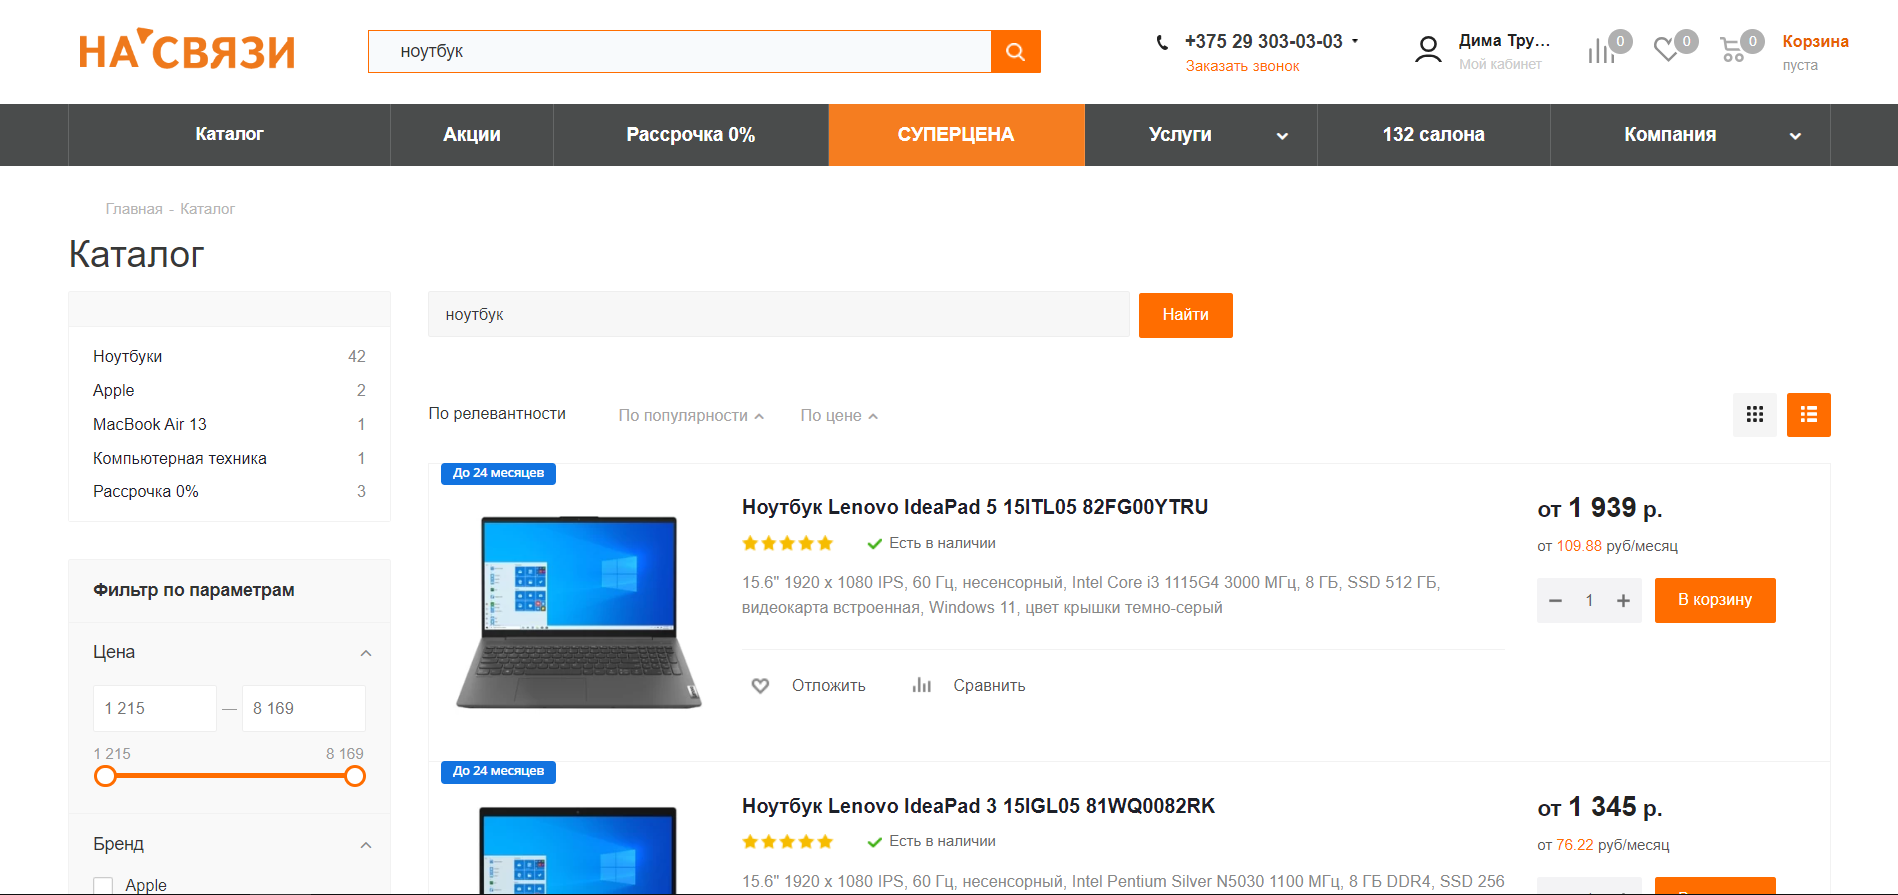 НА СВЯЗИ
ноутбук
+375 29 303-03-03
Заказать звонок
Дима Тру...
Мой кабинет
0
0
0
Корзина
пуста
Каталог
Акции
Рассрочка 0%
СУПЕРЦЕНА
Услуги
132 салона
Компания
Главная - Каталог
Каталог
Ноутбуки 42
Apple 2
MacBook Air 13 1
Компьютерная техника 1
Рассрочка 0% 3
Фильтр по параметрам
Цена
1 215 — 8 169
1 215 8 169
Бренд
Apple
ноутбук
Найти
По релевантности По популярности По цене
До 24 месяцев
Ноутбук Lenovo IdeaPad 5 15ITL05 82FG00YTRU
Есть в наличии
15.6" 1920 x 1080 IPS, 60 Гц, несенсорный, Intel Core i3 1115G4 3000 МГц, 8 ГБ, SSD 512 ГБ,
видеокарта встроенная, Windows 11, цвет крышки темно-серый
Отложить Сравнить
от 1 939 р.
от 109.88 руб/месяц
− 1 +
В корзину
До 24 месяцев
Ноутбук Lenovo IdeaPad 3 15IGL05 81WQ0082RK
Есть в наличии
15.6" 1920 x 1080 IPS, 60 Гц, несенсорный, Intel Pentium Silver N5030 1100 МГц, 8 ГБ DDR4, SSD 256
от 1 345 р.
от 76.22 руб/месяц